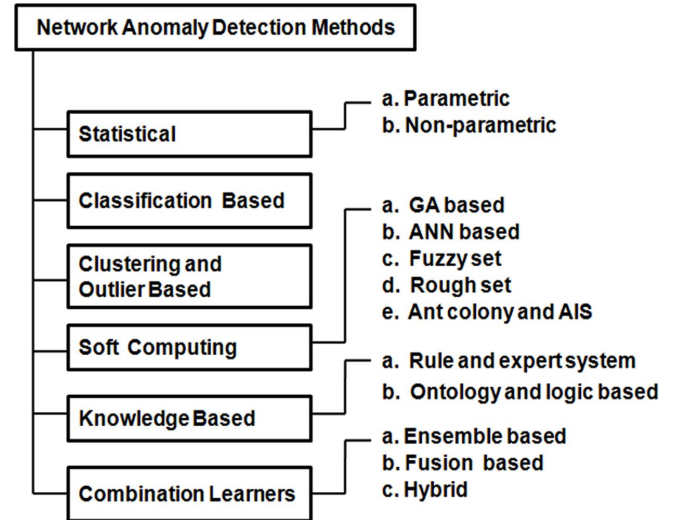 Network Anomaly Detection Methods
Statistical
a. Parametric
b. Non-parametric
Classification Based
Clustering and
Outlier Based
Soft Computing
a. GA based
b. ANN based
c. Fuzzy set
d. Rough set
e. Ant colony and AIS
Knowledge Based
a. Rule and expert system
b. Ontology and logic based
Combination Learners
a. Ensemble based
b. Fusion based
c. Hybrid